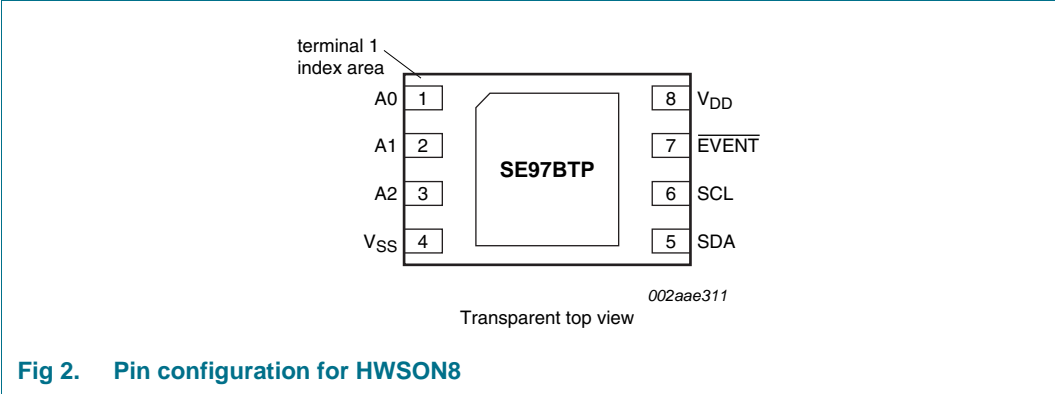 terminal 1
index area
A0 1
A1 2
A2 3
VSS 4
SE97BTP
8 VDD
7 EVENT
6 SCL
5 SDA
002aae311
Transparent top view
Fig 2. Pin configuration for HWSON8